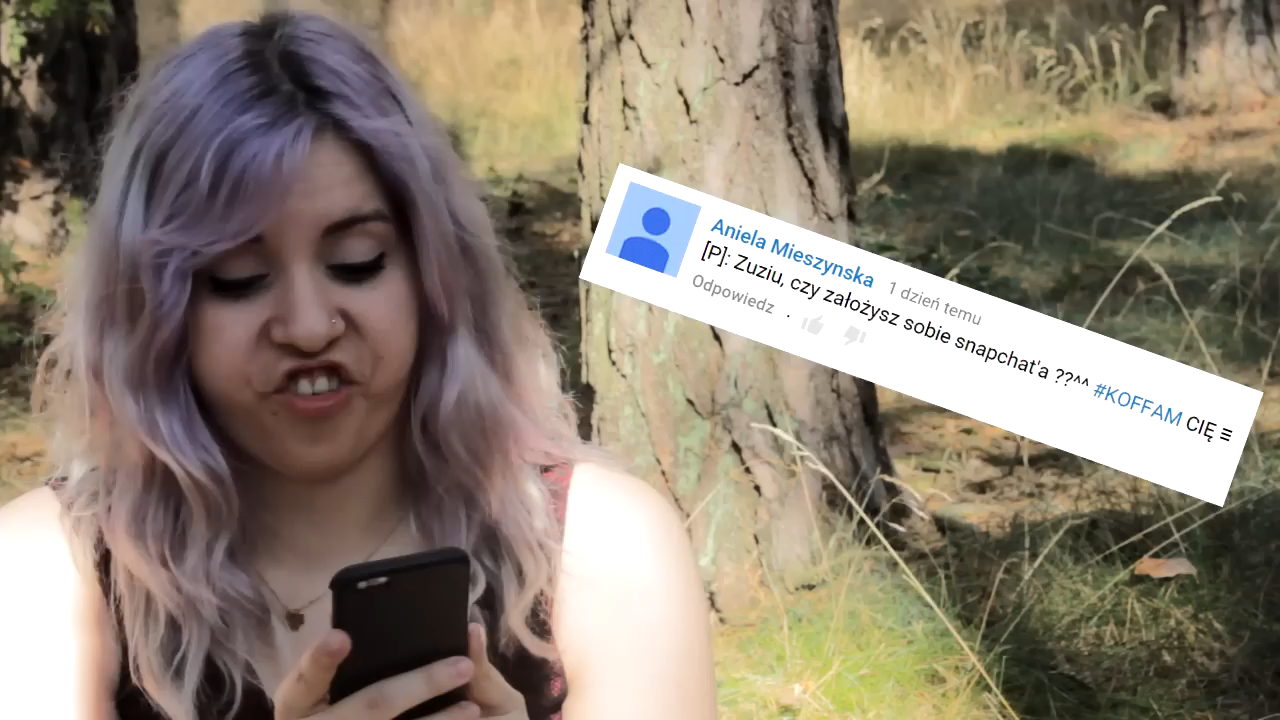 Aniela Mieszynska 1 dzień temu
[P]: Zuziu, czy założysz sobie snapchat'a ??^^ #KOFFAM CIĘ ≡
Odpowiedz .